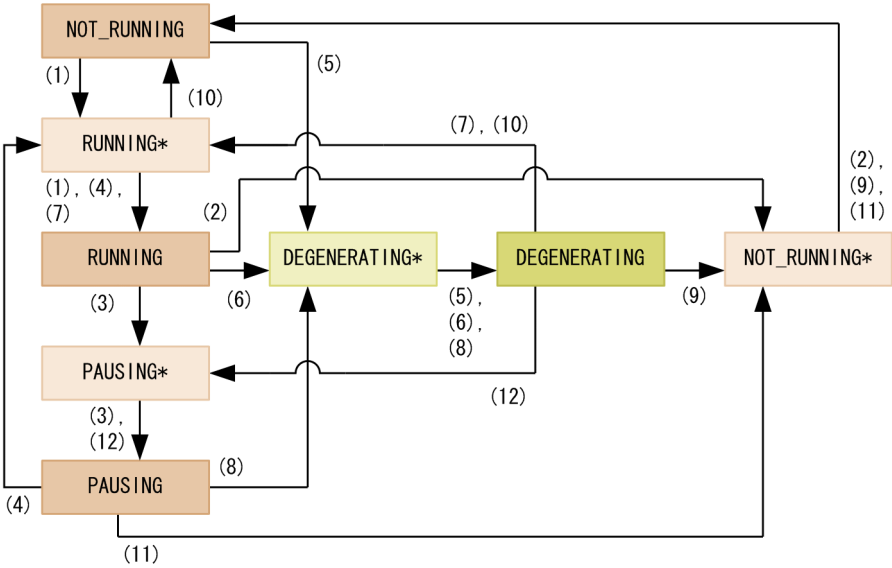 NOT_RUNNING
(1)
(10)
(5)
RUNNING*
(7), (10)
(1), (4),
(7)
(2)
(2),
(9),
(11)
RUNNING
DEGENERATING*
DEGENERATING
NOT_RUNNING*
(3)
(6)
(5),
(6),
(8)
(9)
PAUSING*
(12)
(3),
(12)
PAUSING
(8)
(4)
(11)